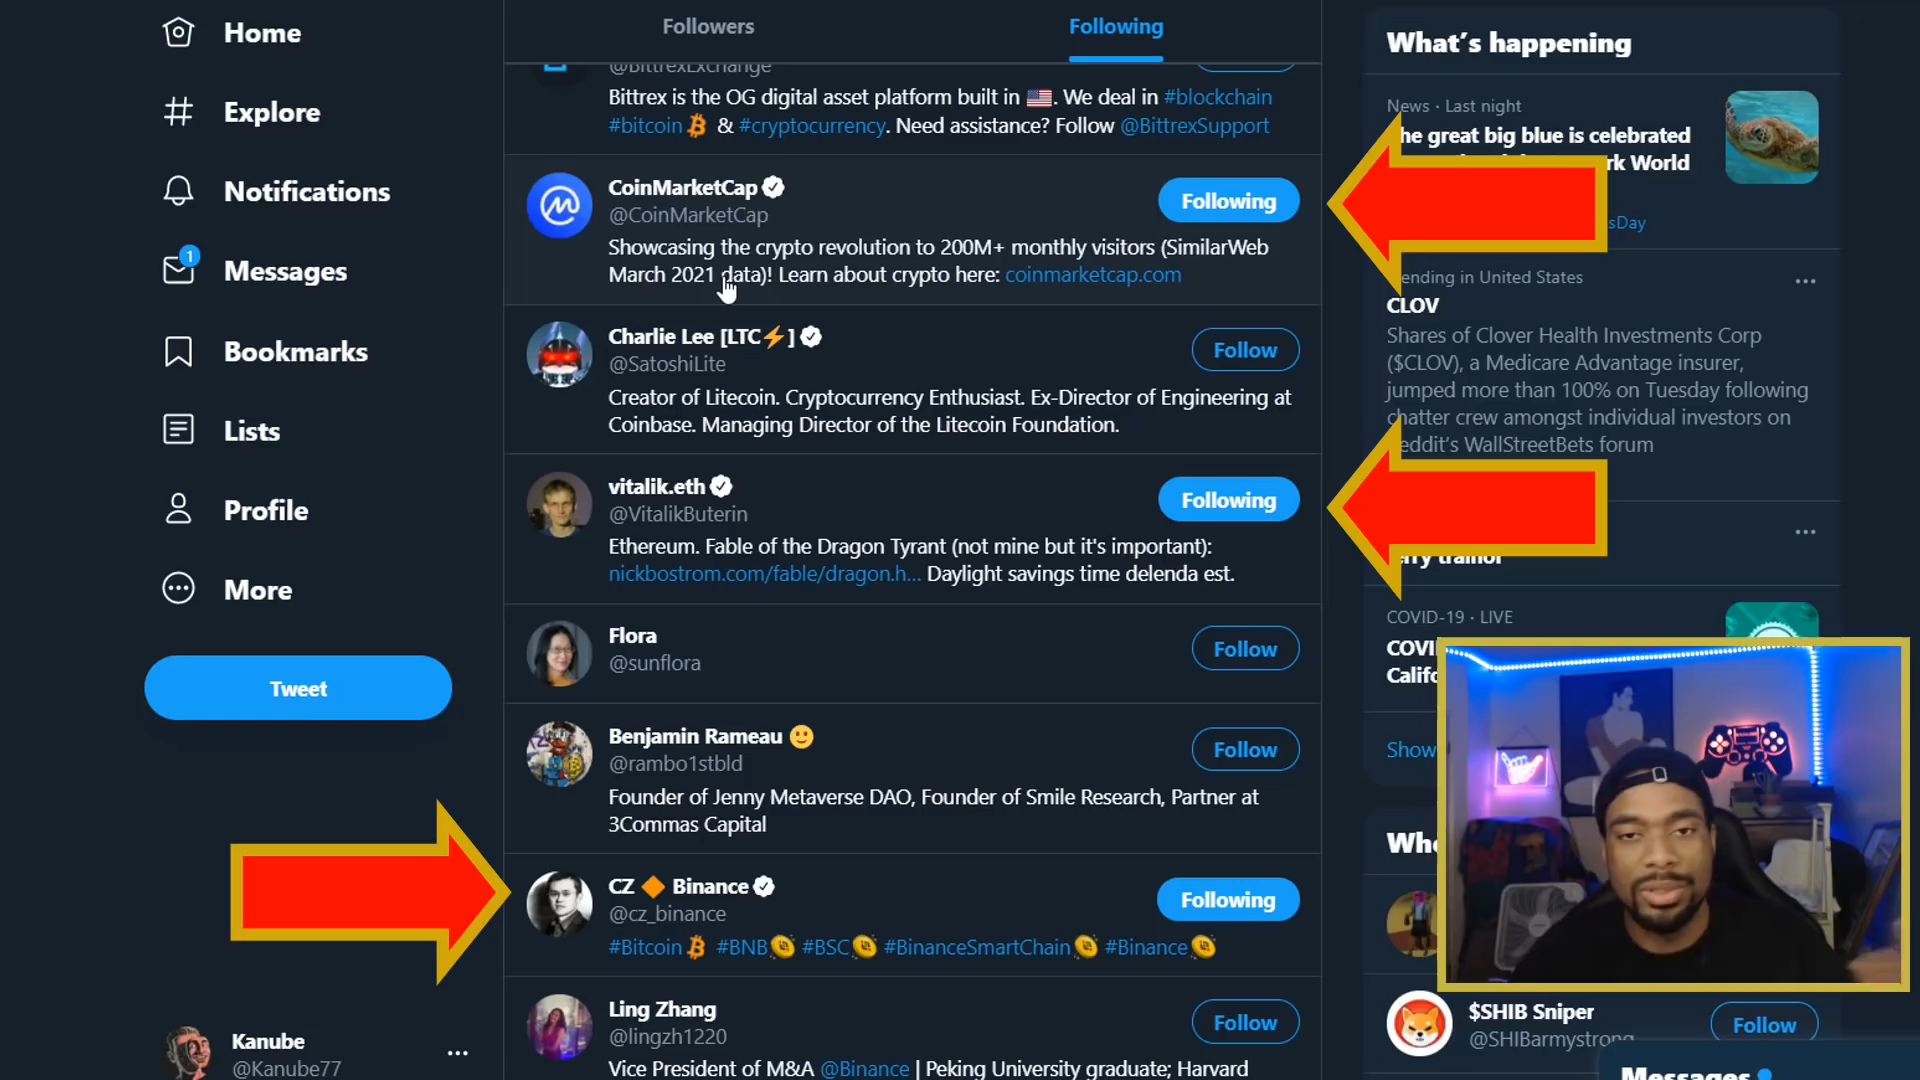 Home
Explore
Notifications
1
Messages
Bookmarks
Lists
Profile
More
Tweet
Kanube
@Kanube77
Followers
Following
@BittrexExchange
Bittrex is the OG digital asset platform built in 🇺🇸. We deal in #blockchain
#bitcoin & #cryptocurrency. Need assistance? Follow @BittrexSupport
CoinMarketCap
Following
@CoinMarketCap
Showcasing the crypto revolution to 200M+ monthly visitors (SimilarWeb
March 2021 data)! Learn about crypto here: coinmarketcap.com
Charlie Lee [LTC⚡]
Follow
@SatoshiLite
Creator of Litecoin. Cryptocurrency Enthusiast. Ex-Director of Engineering at
Coinbase. Managing Director of the Litecoin Foundation.
vitalik.eth
Following
@VitalikButerin
Ethereum. Fable of the Dragon Tyrant (not mine but it's important):
nickbostrom.com/fable/dragon.h... Daylight savings time delenda est.
Flora
Follow
@sunflora
Benjamin Rameau 🙂
Follow
@rambo1stbld
Founder of Jenny Metaverse DAO, Founder of Smile Research, Partner at
3Commas Capital
CZ 🔶 Binance
Following
@cz_binance
#Bitcoin #BNB #BSC #BinanceSmartChain #Binance
Ling Zhang
Follow
@lingzh1220
Vice President of M&A @Binance | Peking University graduate; Harvard
What's happening
News · Last night
he great big blue is celebrated
rk World
sDay
ending in United States
CLOV
Shares of Clover Health Investments Corp
($CLOV), a Medicare Advantage insurer,
jumped more than 100% on Tuesday following
chatter crew amongst individual investors on
eddit's WallStreetBets forum
COVID-19 · LIVE
COVI
Califo
Show
Who
$SHIB Sniper
Follow
@SHIBarmystrong
Messages